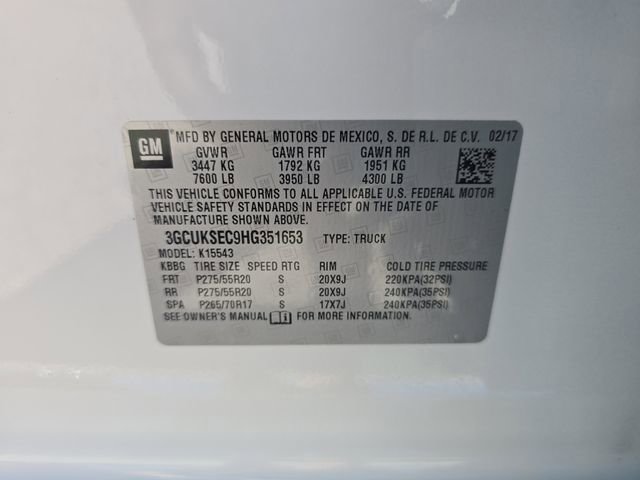 GM MFD BY GENERAL MOTORS DE MEXICO, S. DE R.L. DE C.V. 02/17
GVWR GAWR FRT GAWR RR
3447 KG 1792 KG 1951 KG
7600 LB 3950 LB 4300 LB
THIS VEHICLE CONFORMS TO ALL APPLICABLE U.S. FEDERAL MOTOR
VEHICLE SAFETY STANDARDS IN EFFECT ON THE DATE OF
MANUFACTURE SHOWN ABOVE.
3GCUKSEC9HG351653 TYPE: TRUCK
MODEL: K15543
KBBG TIRE SIZE SPEED RTG RIM COLD TIRE PRESSURE
FRT P275/55R20 S 20X9J 220KPA(32PSI)
RR P275/55R20 S 20X9J 240KPA(35PSI)
SPA P265/70R17 S 17X7J 240KPA(35PSI)
SEE OWNER'S MANUAL FOR MORE INFORMATION.